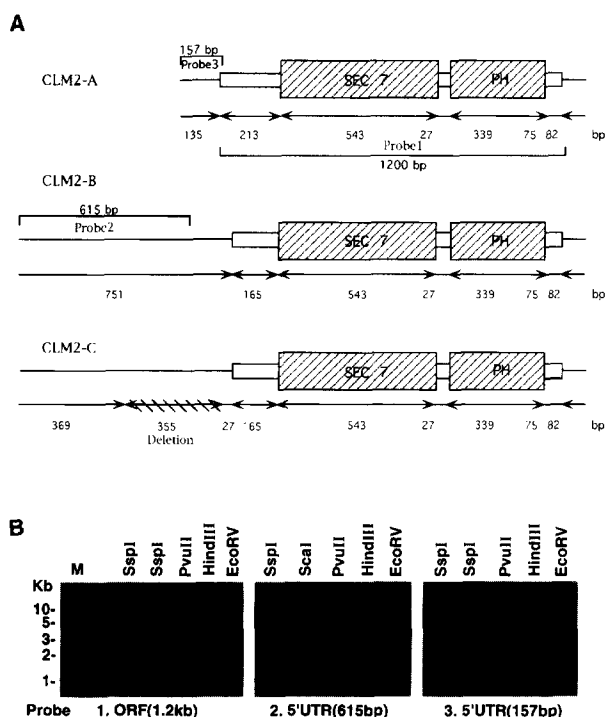 A
157 bp
Probe3
CLM2-A
SEC 7
PH
135 213 543 27 339 75 82 bp
Probe1
1200 bp
CLM2-B
615 bp
Probe2
SEC 7
PH
751 165 543 27 339 75 82 bp
CLM2-C
SEC 7
PH
369 355 27 165 543 27 339 75 82 bp
Deletion
B
M SspI SspI PvuII HindIII EcoRV SspI ScaI PvuII HindIII EcoRV SspI SspI PvuII HindIII EcoRV
Kb
10-
5-
3-
2-
1-
Probe 1. ORF(1.2kb) 2. 5'UTR(615bp) 3. 5'UTR(157bp)